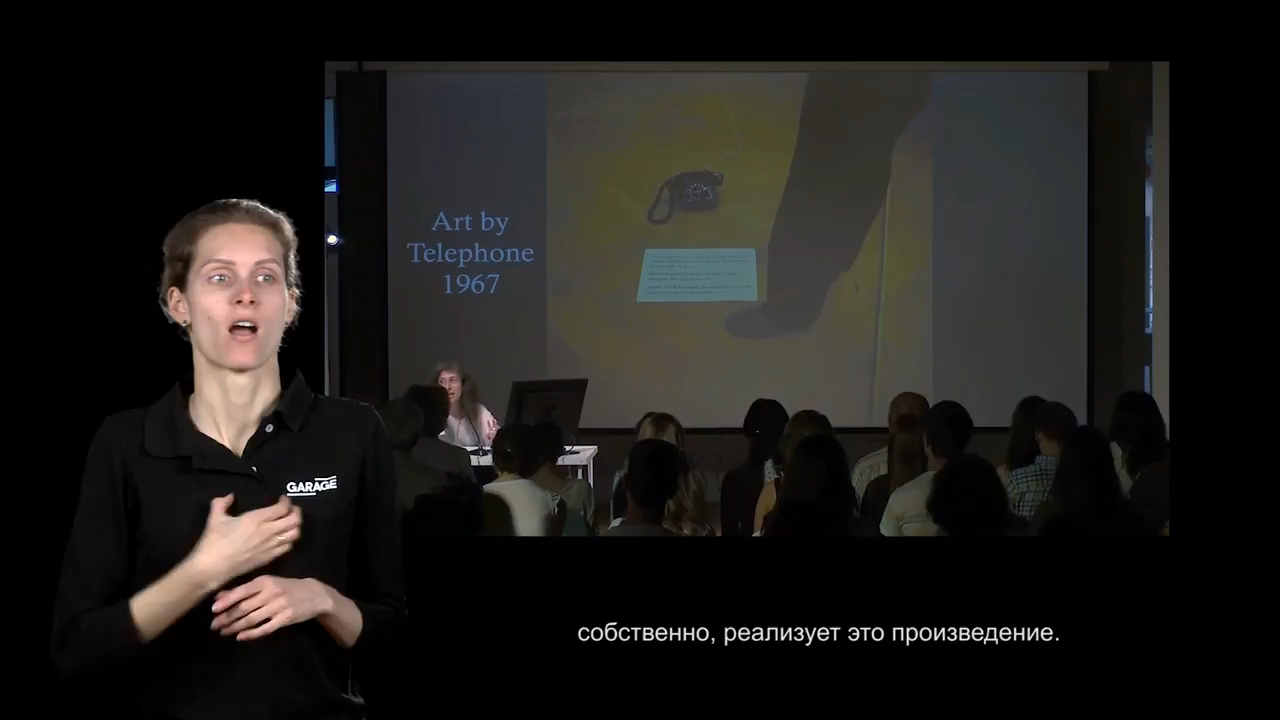 Art by
Telephone
1967
GARAGE
собственно, реализует это произведение.